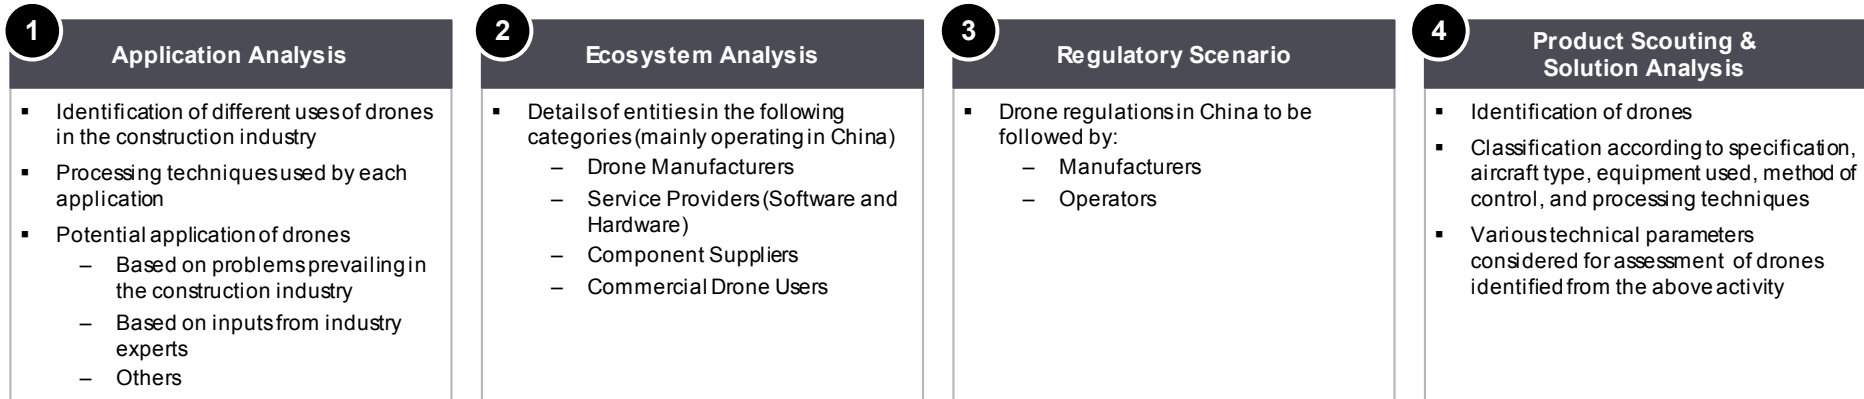 1
Application Analysis
▪ Identification of different uses of drones
in the construction industry
▪ Processing techniques used by each
application
▪ Potential application of drones
– Based on problems prevailing in
the construction industry
– Based on inputs from industry
experts
– Others
2
Ecosystem Analysis
▪ Details of entities in the following
categories (mainly operating in China)
– Drone Manufacturers
– Service Providers (Software and
Hardware)
– Component Suppliers
– Commercial Drone Users
3
Regulatory Scenario
▪ Drone regulations in China to be
followed by:
– Manufacturers
– Operators
4
Product Scouting &
Solution Analysis
▪ Identification of drones
▪ Classification according to specification,
aircraft type, equipment used, method of
control, and processing techniques
▪ Various technical parameters
considered for assessment of drones
identified from the above activity